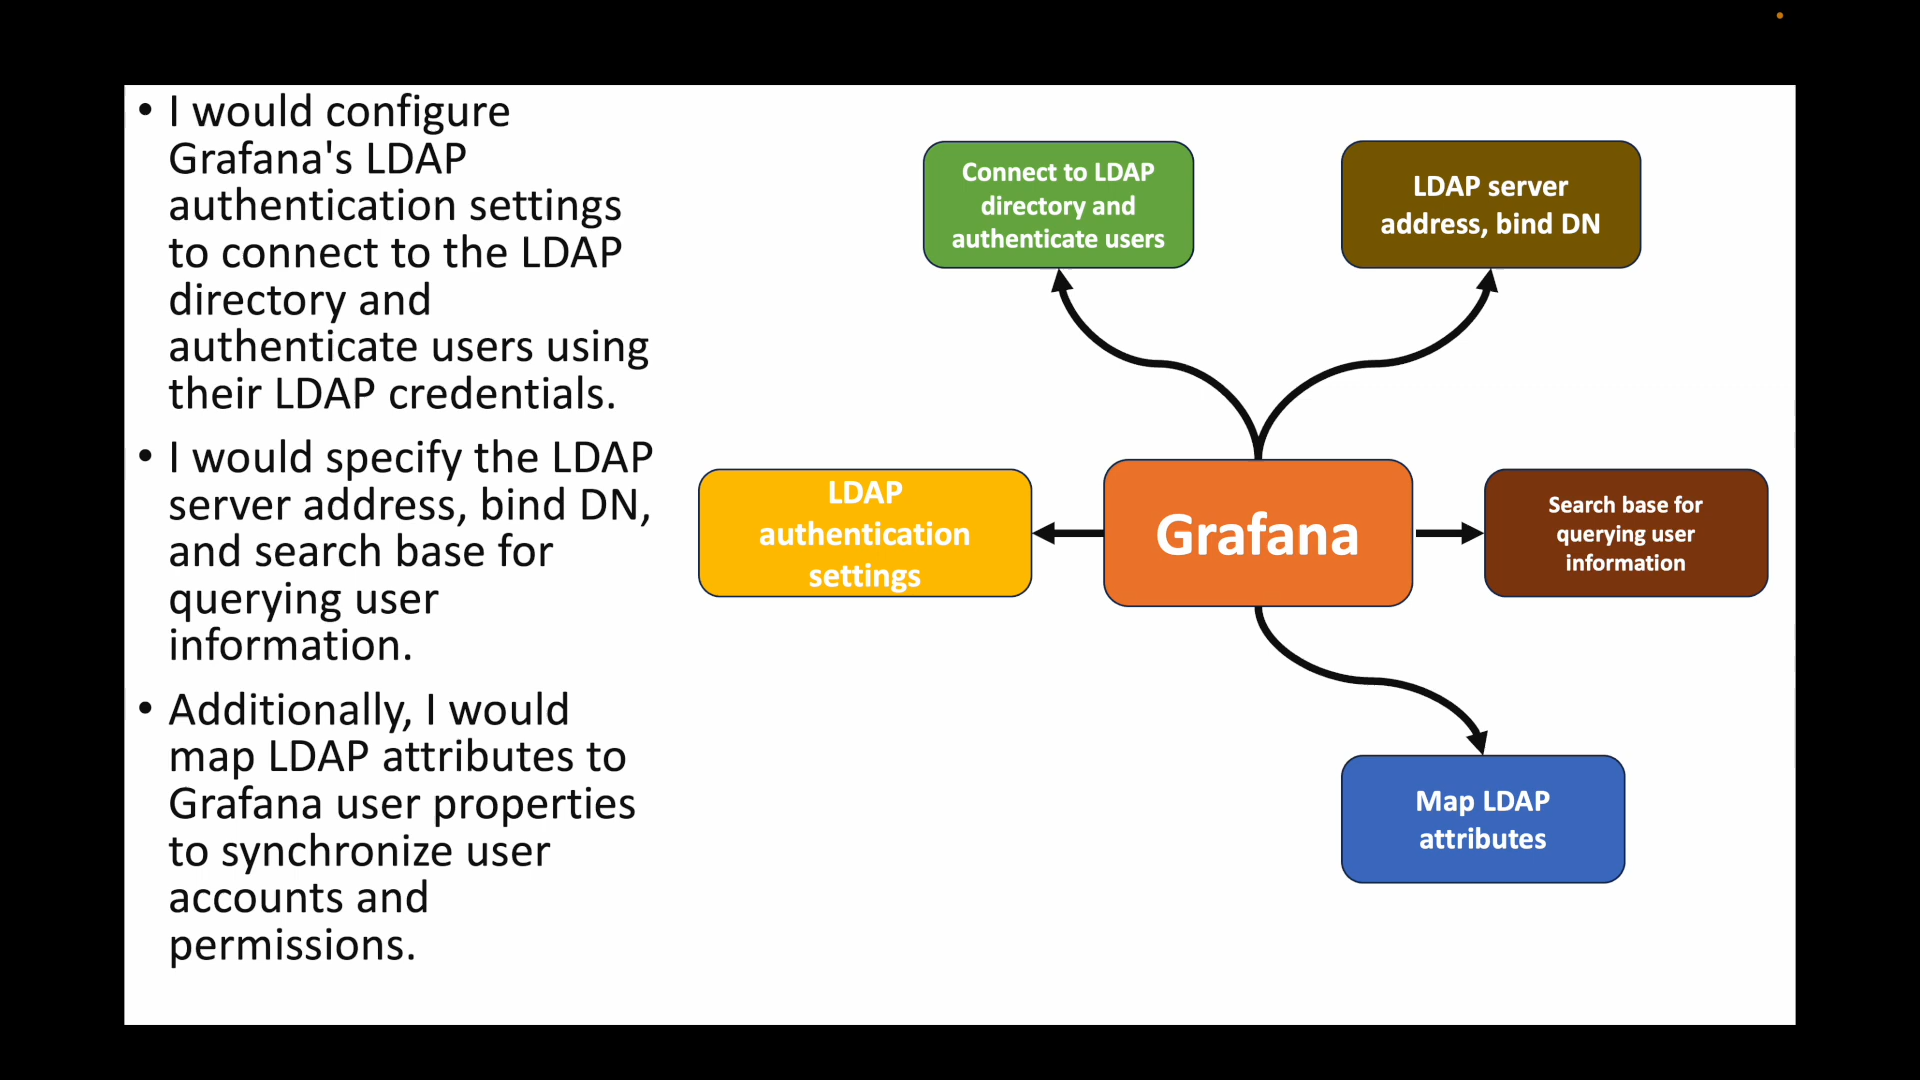 • I would configure
Grafana's LDAP
authentication settings
to connect to the LDAP
directory and
authenticate users using
their LDAP credentials.
• I would specify the LDAP
server address, bind DN,
and search base for
querying user
information.
• Additionally, I would
map LDAP attributes to
Grafana user properties
to synchronize user
accounts and
permissions.
Connect to LDAP
directory and
authenticate users
LDAP server
address, bind DN
LDAP
authentication
settings
Grafana
Search base for
querying user
information
Map LDAP
attributes